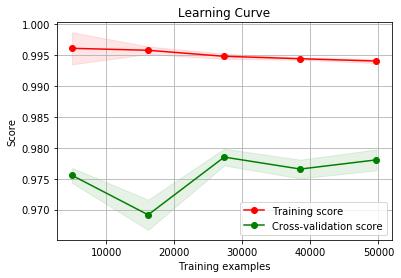 Learning Curve
1.000
0.995
0.990
0.985
0.980
0.975
0.970
Score
Training score
Cross-validation score
10000 20000 30000 40000 50000
Training examples